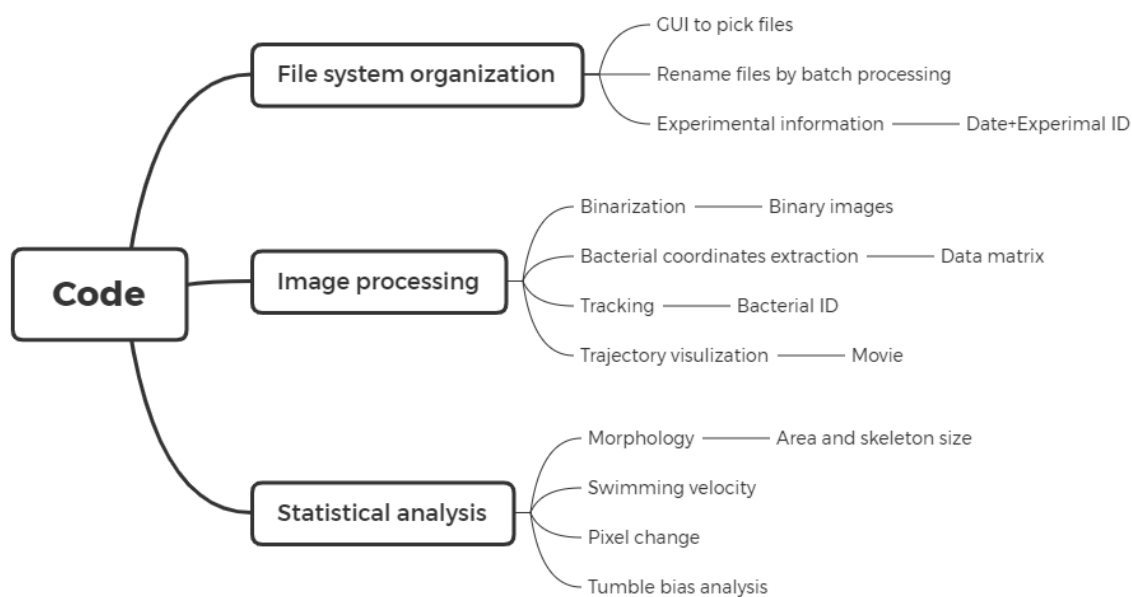 Code
File system organization
GUI to pick files
Rename files by batch processing
Experimental information
Date+Experimal ID
Image processing
Binarization
Binary images
Bacterial coordinates extraction
Data matrix
Tracking
Bacterial ID
Trajectory visulization
Movie
Statistical analysis
Morphology
Area and skeleton size
Swimming velocity
Pixel change
Tumble bias analysis